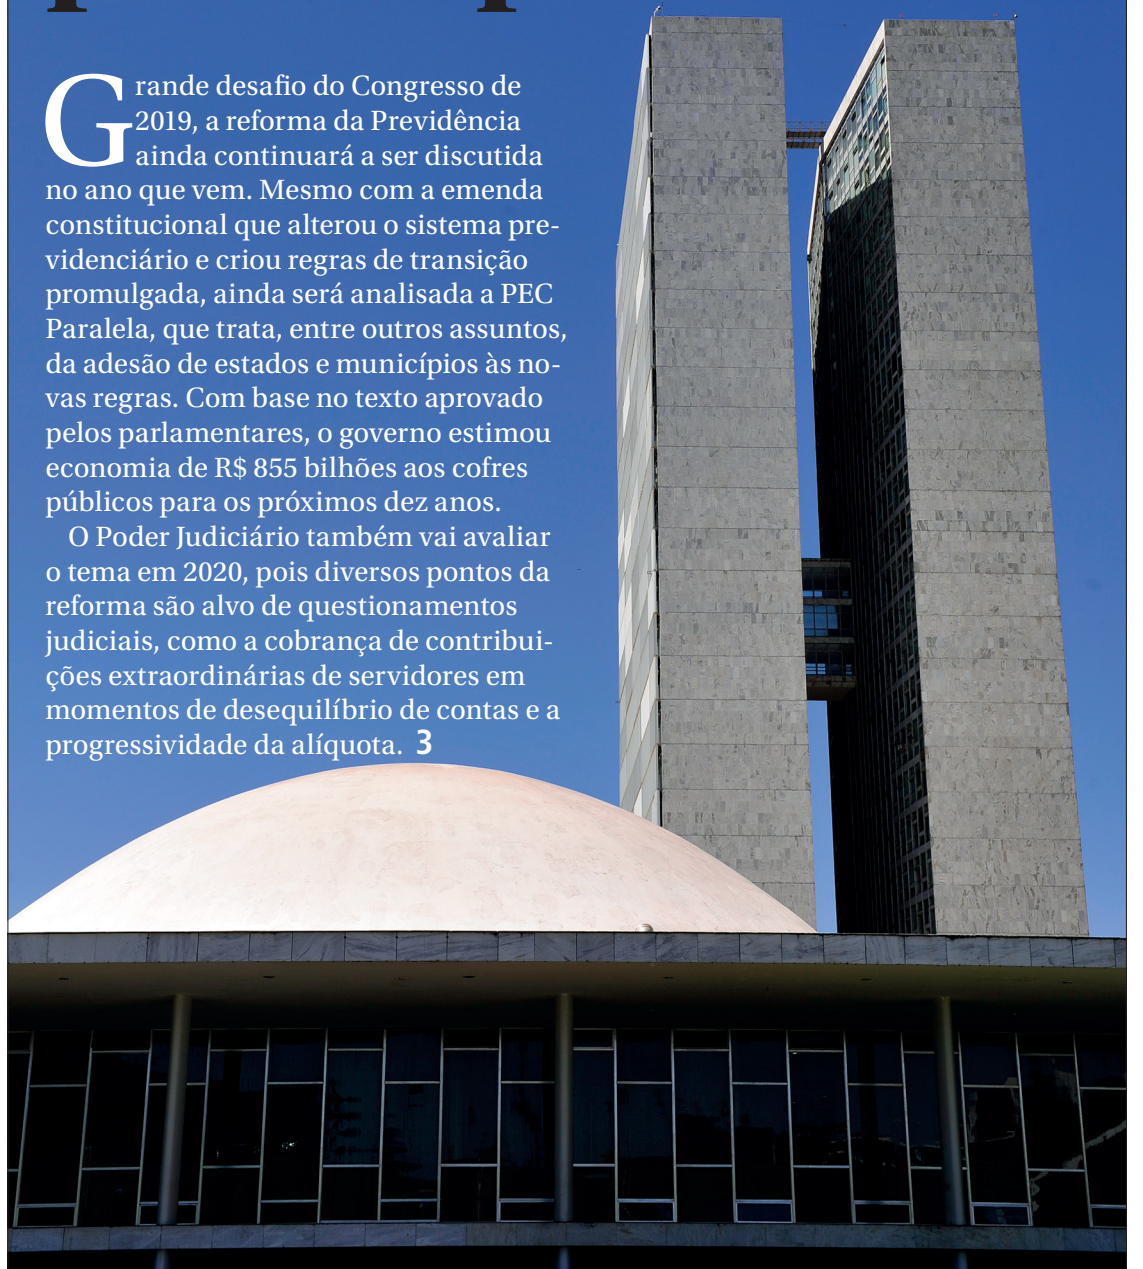 Grande desafio do Congresso de
2019, a reforma da Previdência
ainda continuará a ser discutida
no ano que vem. Mesmo com a emenda
constitucional que alterou o sistema pre-
videnciário e criou regras de transição
promulgada, ainda será analisada a PEC
Paralela, que trata, entre outros assuntos,
da adesão de estados e municípios às no-
vas regras. Com base no texto aprovado
pelos parlamentares, o governo estimou
economia de R$ 855 bilhões aos cofres
públicos para os próximos dez anos.
O Poder Judiciário também vai avaliar
o tema em 2020, pois diversos pontos da
reforma são alvo de questionamentos
judiciais, como a cobrança de contribui-
ções extraordinárias de servidores em
momentos de desequilíbrio de contas e a
progressividade da alíquota. 3